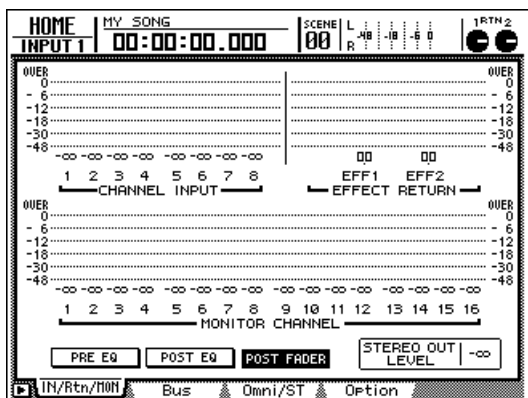 HOME MY SONG SCENE L -48 -18 -6 0 1 RTN 2
INPUT 1 00:00:00.000 00 R
OVER OVER
0 0
- 6 - 6
-12 -12
-18 -18
-30 -30
-48 -48
-∞ -∞ -∞ -∞ -∞ -∞ -∞ -∞
1 2 3 4 5 6 7 8 EFF1 EFF2
CHANNEL INPUT EFFECT RETURN
OVER OVER
0 0
- 6 - 6
-12 -12
-18 -18
-30 -30
-48 -48
-∞ -∞ -∞ -∞ -∞ -∞ -∞ -∞ -∞ -∞ -∞ -∞ -∞ -∞ -∞ -∞
1 2 3 4 5 6 7 8 9 10 11 12 13 14 15 16
MONITOR CHANNEL
PRE EQ POST EQ POST FADER STEREO OUT LEVEL -∞
IN/Rtn/MON Bus Omni/ST Option